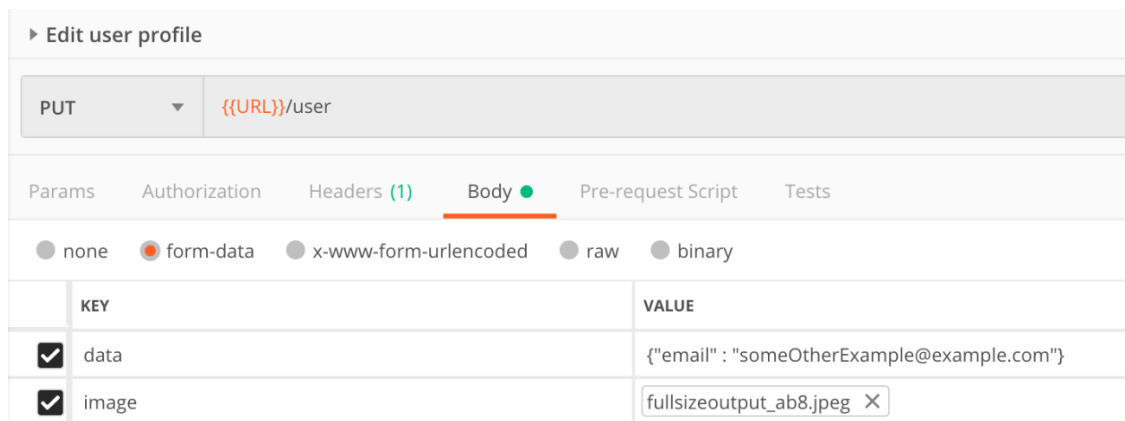 Edit user profile
PUT {{URL}}/user
Params Authorization Headers (1) Body Pre-request Script Tests
none form-data x-www-form-urlencoded raw binary
KEY VALUE
data {"email" : "someOtherExample@example.com"}
image fullsizeoutput_ab8.jpeg X